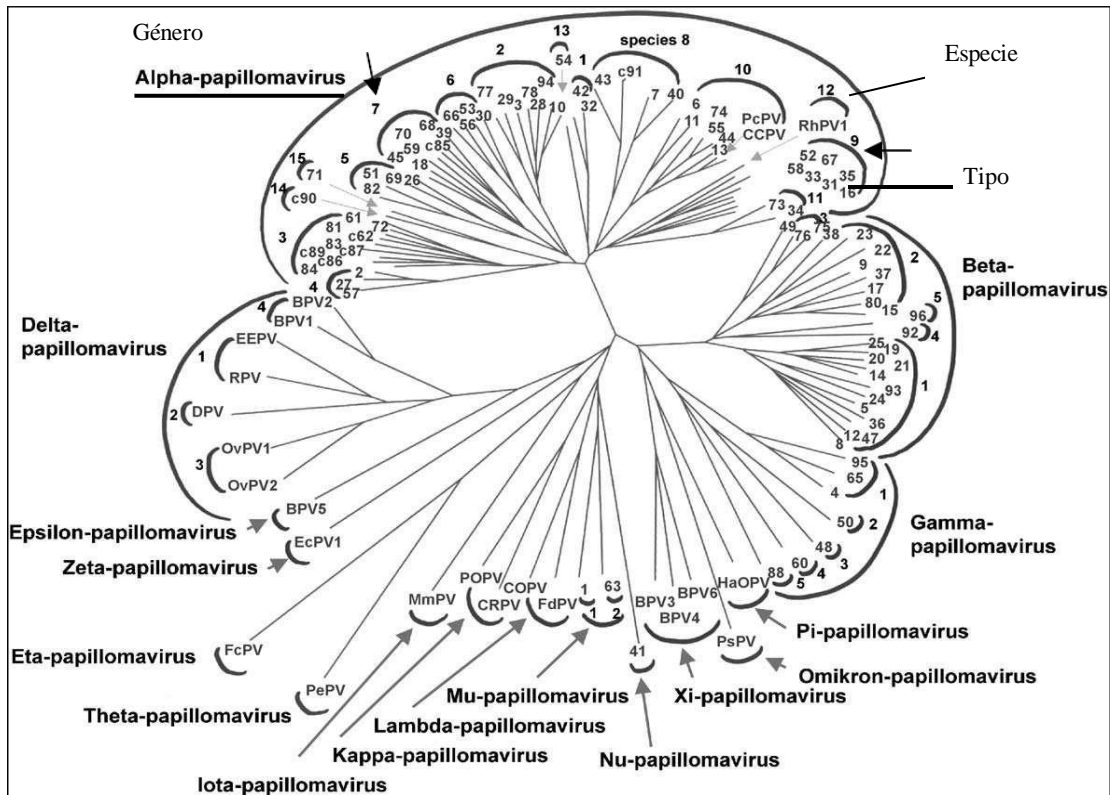 Género
Alpha-papillomavirus
Especie
Tipo
13
54
2
1
species 8
10
12
6
77
29
3
78
28
94
10
42
32
43
c91
7
40
6
11
74
55
44
13
PcPV
CCPV
RhPV1
9
52
67
58
33
31
35
16
11
73
34
7
70
68
59
45
39
c85
18
66
53
56
30
15
71
5
51
82
69
26
14
c90
3
61
81
72
c62
83
c89
c87
c86
84
4
2
27
57
Delta-
papillomavirus
4
BPV2
BPV1
1
EEPV
RPV
2
DPV
3
OvPV1
OvPV2
Beta-
papillomavirus
3
49
75
76
38
23
22
2
9
37
17
80
15
5
96
92
4
25
19
20
21
14
93
1
24
5
36
8
12
47
95
65
4
1
50
2
Gamma-
papillomavirus
48
3
60
4
88
5
Epsilon-papillomavirus
BPV5
Zeta-papillomavirus
EcPV1
Eta-papillomavirus
FcPV
Theta-papillomavirus
PePV
Iota-papillomavirus
MmPV
Kappa-papillomavirus
POPV
CRPV
Lambda-papillomavirus
COPV
FdPV
Mu-papillomavirus
1
63
1
2
Nu-papillomavirus
41
Xi-papillomavirus
BPV3
BPV4
BPV6
Omikron-papillomavirus
PsPV
Pi-papillomavirus
HaOPV